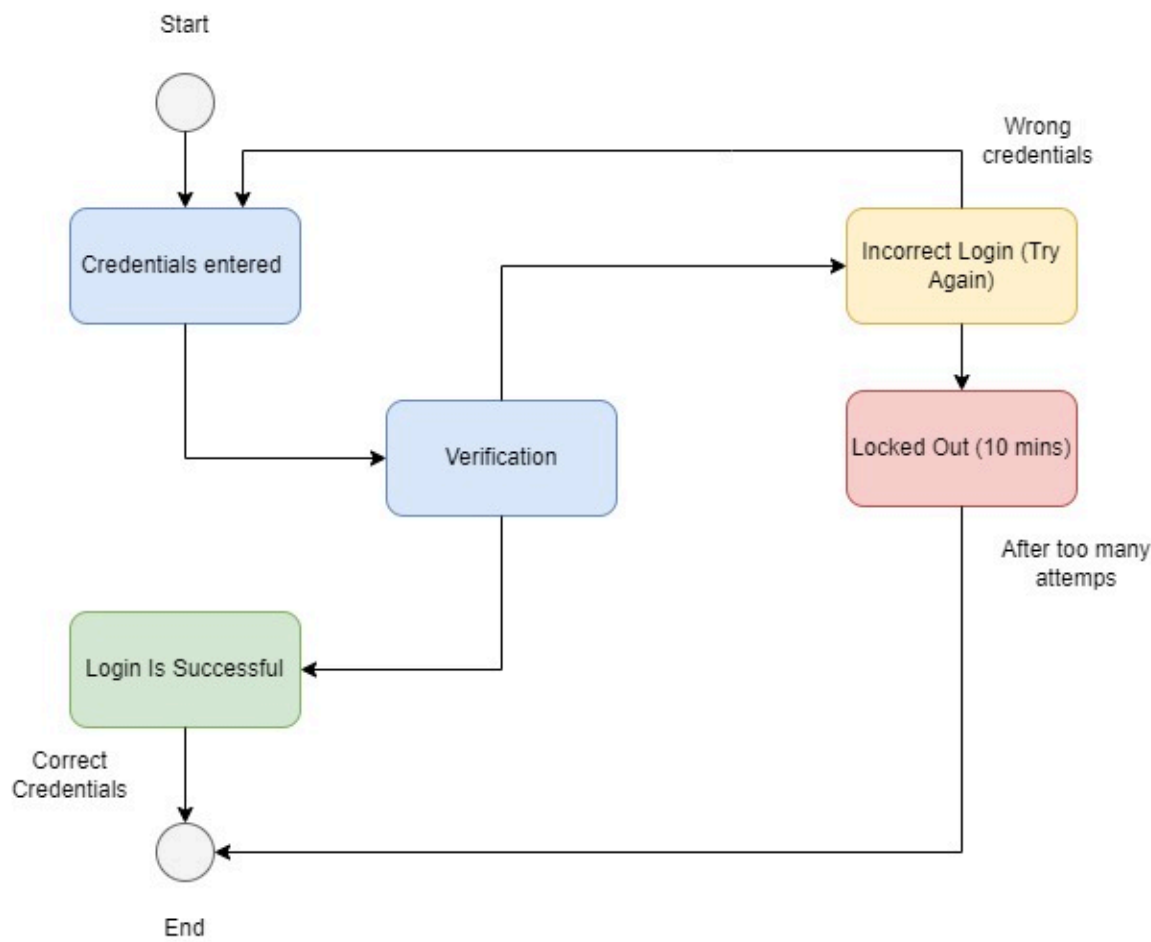 Start
Wrong
credentials
Credentials entered
Incorrect Login (Try
Again)
Verification
Locked Out (10 mins)
After too many
attemps
Login Is Successful
Correct
Credentials
End